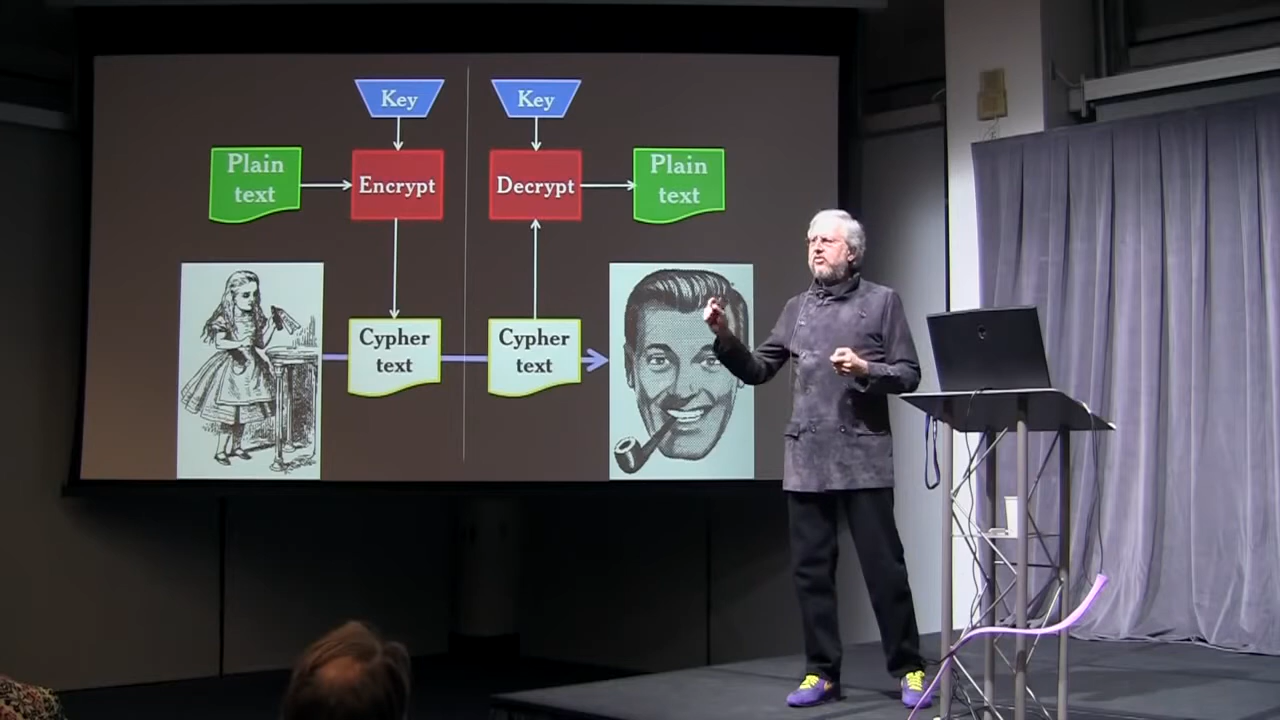 Key
Key
Plain
text
Encrypt
Decrypt
Plain
text
Cypher
text
Cypher
text